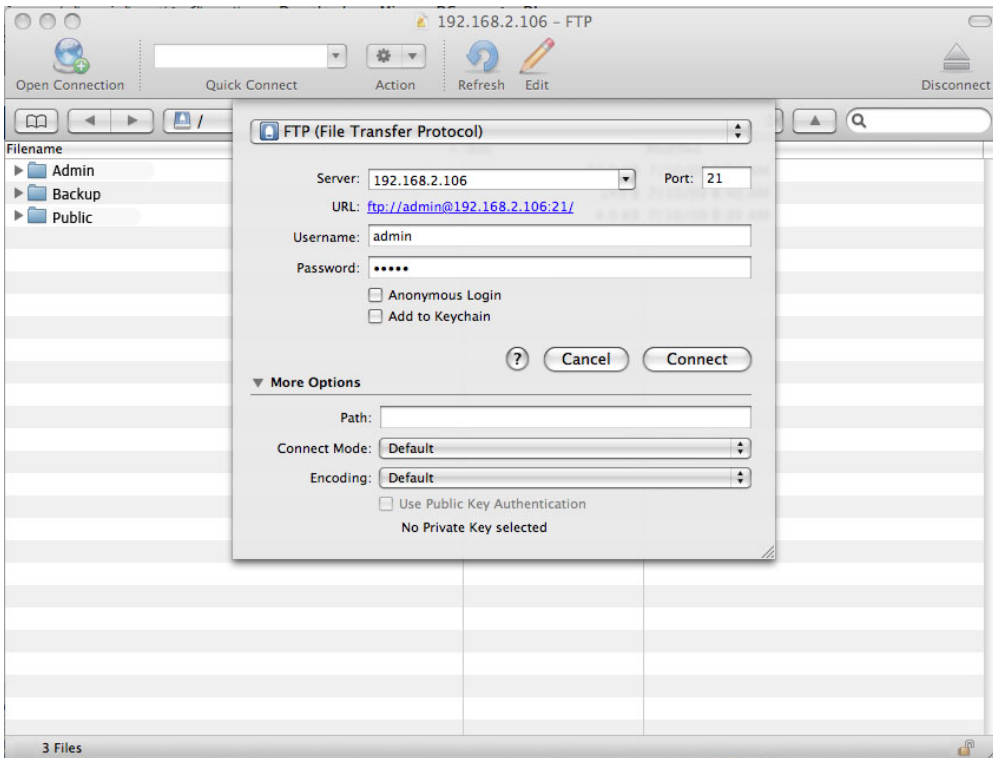 192.168.2.106 – FTP
Open Connection
Quick Connect
Action
Refresh
Edit
Disconnect
/
Filename
Admin
Backup
Public
FTP (File Transfer Protocol)
Server: 192.168.2.106
Port: 21
URL: ftp://admin@192.168.2.106:21/
Username: admin
Password: •••••
Anonymous Login
Add to Keychain
? Cancel Connect
More Options
Path:
Connect Mode: Default
Encoding: Default
Use Public Key Authentication
No Private Key selected
3 Files